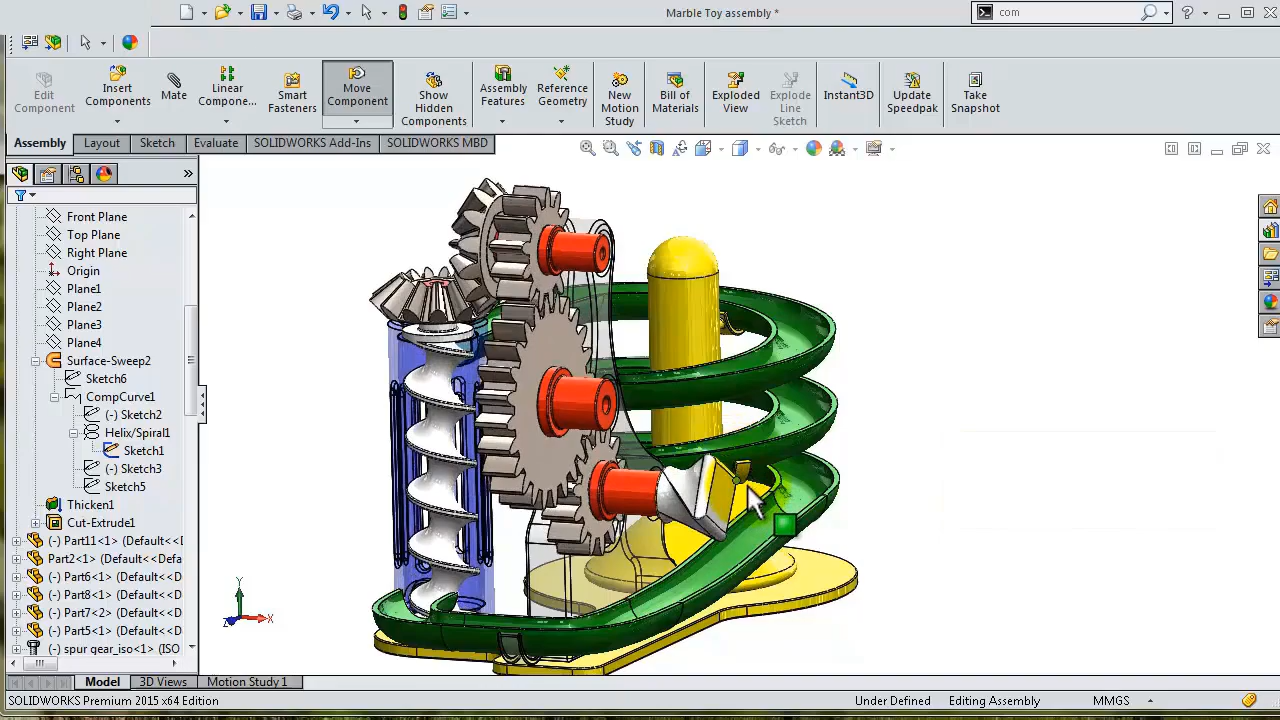 Marble Toy assembly *
com
Edit Component
Insert Components
Mate
Linear Compone...
Smart Fasteners
Move Component
Show Hidden Components
Assembly Features
Reference Geometry
New Motion Study
Bill of Materials
Exploded View
Explode Line Sketch
Instant3D
Update Speedpak
Take Snapshot
Assembly
Layout
Sketch
Evaluate
SOLIDWORKS Add-Ins
SOLIDWORKS MBD
Front Plane
Top Plane
Right Plane
Origin
Plane1
Plane2
Plane3
Plane4
Surface-Sweep2
Sketch6
CompCurve1
(-) Sketch2
Helix/Spiral1
Sketch1
(-) Sketch3
Sketch5
Thicken1
Cut-Extrude1
(-) Part11<1> (Default<<D
Part2<1> (Default<<Defa
(-) Part6<1> (Default<<D
(-) Part8<1> (Default<<D
(-) Part7<2> (Default<<D
(-) Part5<1> (Default<<D
(-) spur gear_iso<1> (ISO
Y
X
Z
Model
3D Views
Motion Study 1
SOLIDWORKS Premium 2015 x64 Edition
Under Defined
Editing Assembly
MMGS